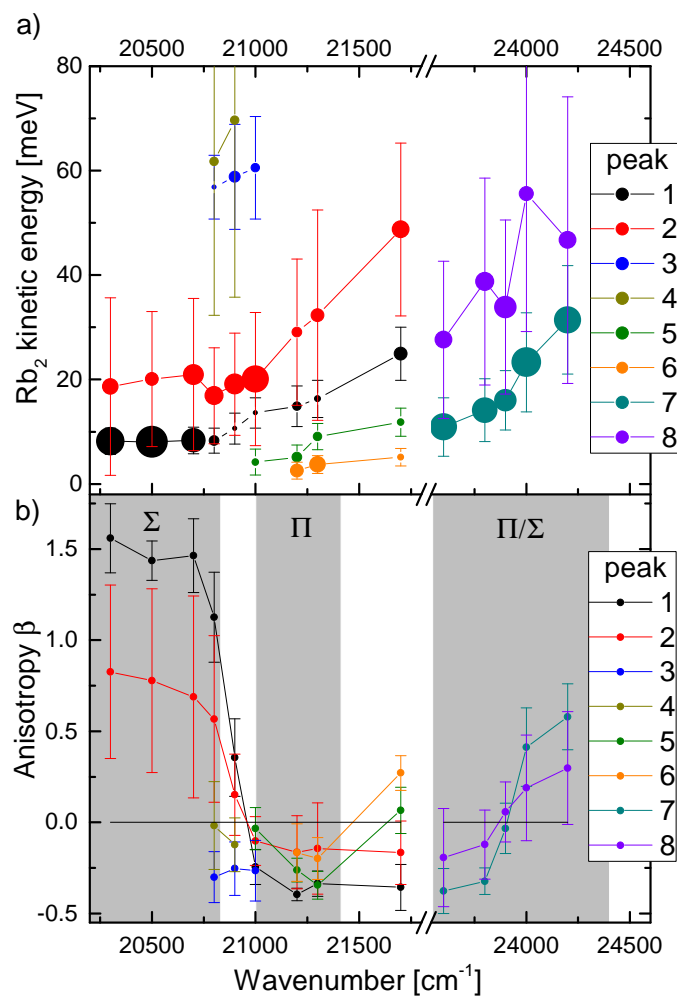 a)
20500 21000 21500 24000 24500
80
60
40
20
0
Rb₂ kinetic energy [meV]
peak
1
2
3
4
5
6
7
8
b)
Σ Π Π/Σ
1.5
1.0
0.5
0.0
-0.5
Anisotropy β
peak
1
2
3
4
5
6
7
8
20500 21000 21500 24000 24500
Wavenumber [cm⁻¹]